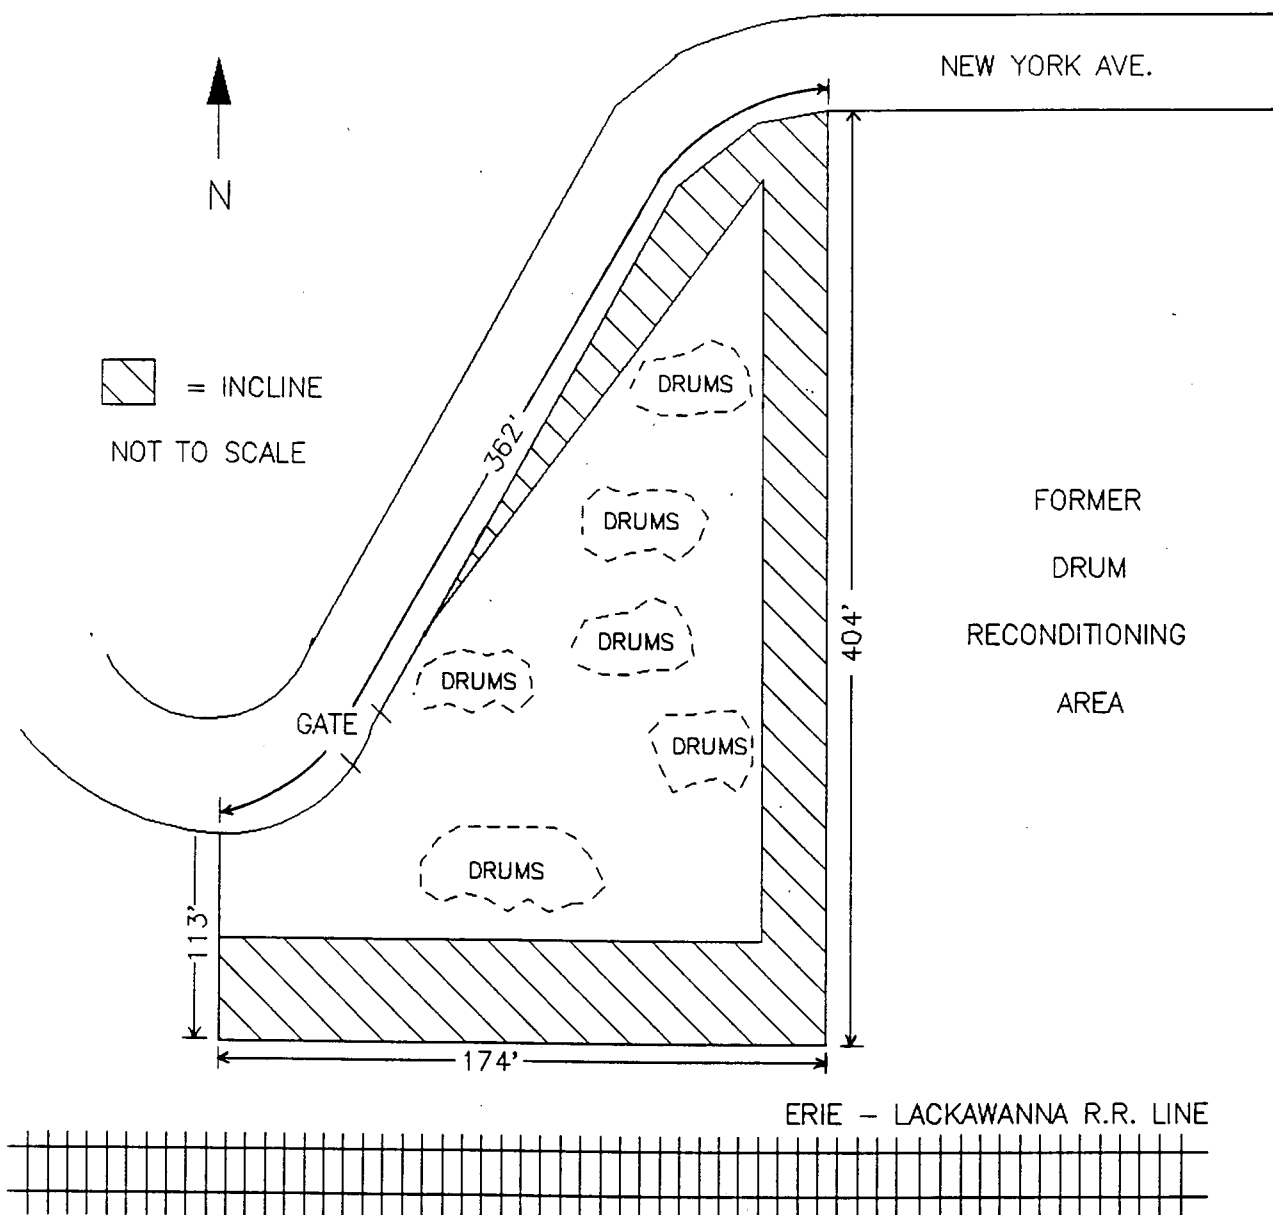 NEW YORK AVE.
N
= INCLINE
NOT TO SCALE
362'
DRUMS
DRUMS
DRUMS
DRUMS
DRUMS
DRUMS
GATE
FORMER
DRUM
RECONDITIONING
AREA
404'
113'
174'
ERIE – LACKAWANNA R.R. LINE